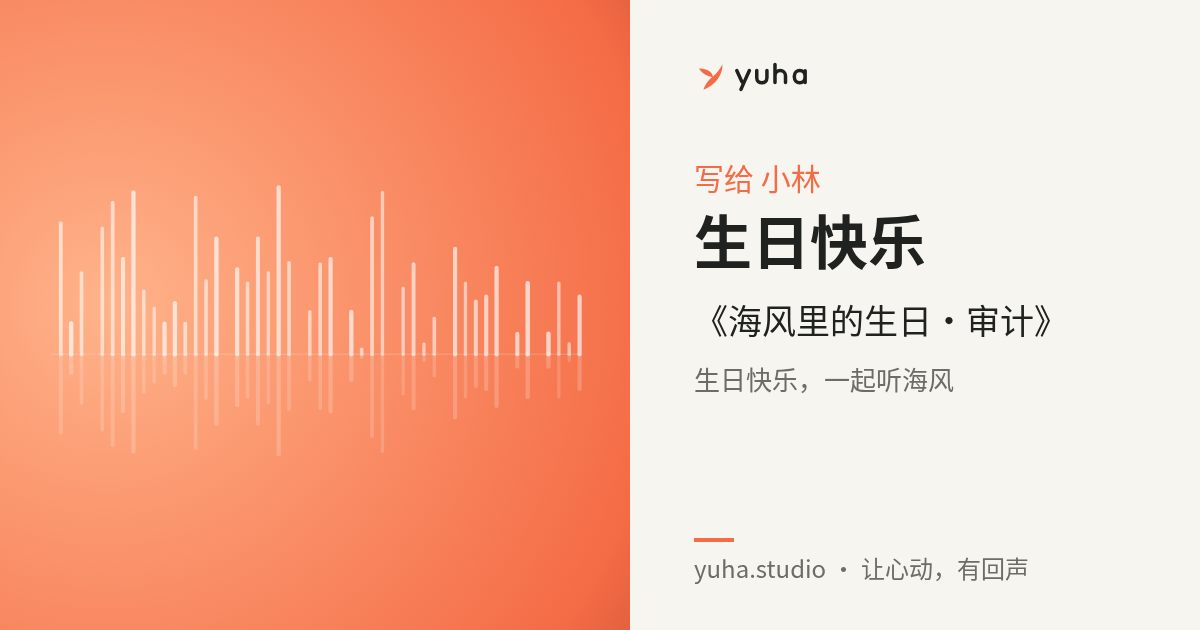 yuha
写给 小林
生日快乐
《海风里的生日·审计》
生日快乐，一起听海风
yuha.studio · 让心动，有回声